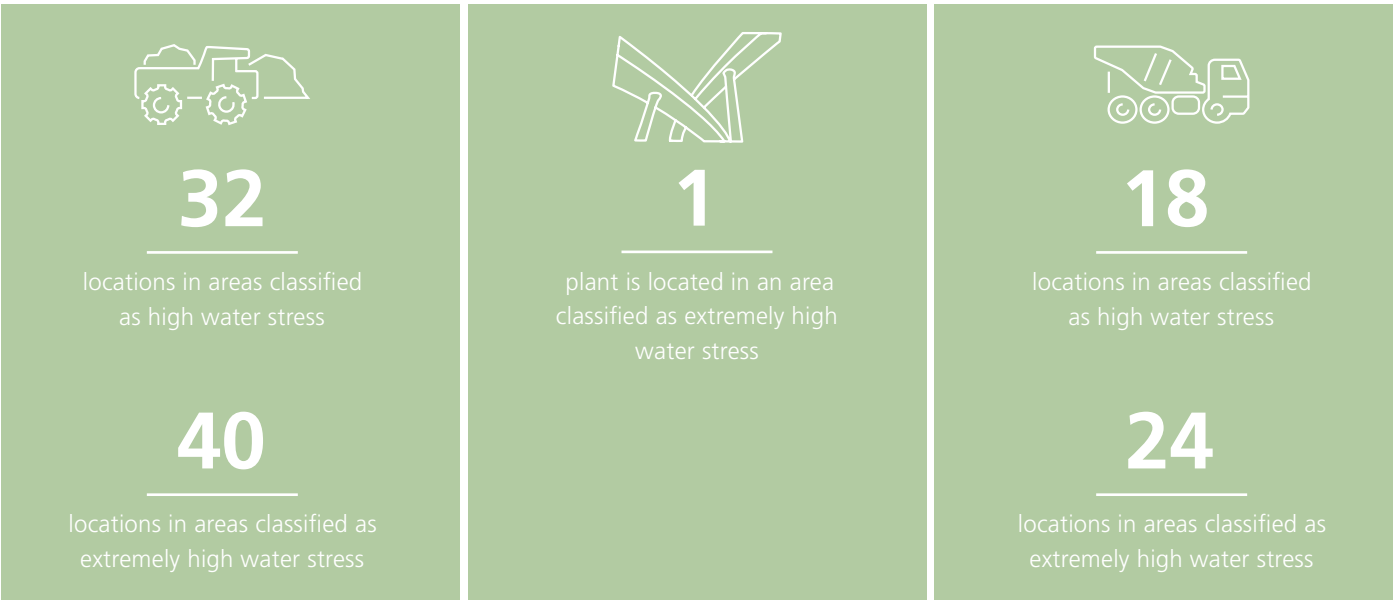 32
locations in areas classified
as high water stress
40
locations in areas classified as
extremely high water stress
1
plant is located in an area
classified as extremely high
water stress
18
locations in areas classified
as high water stress
24
locations in areas classified as
extremely high water stress